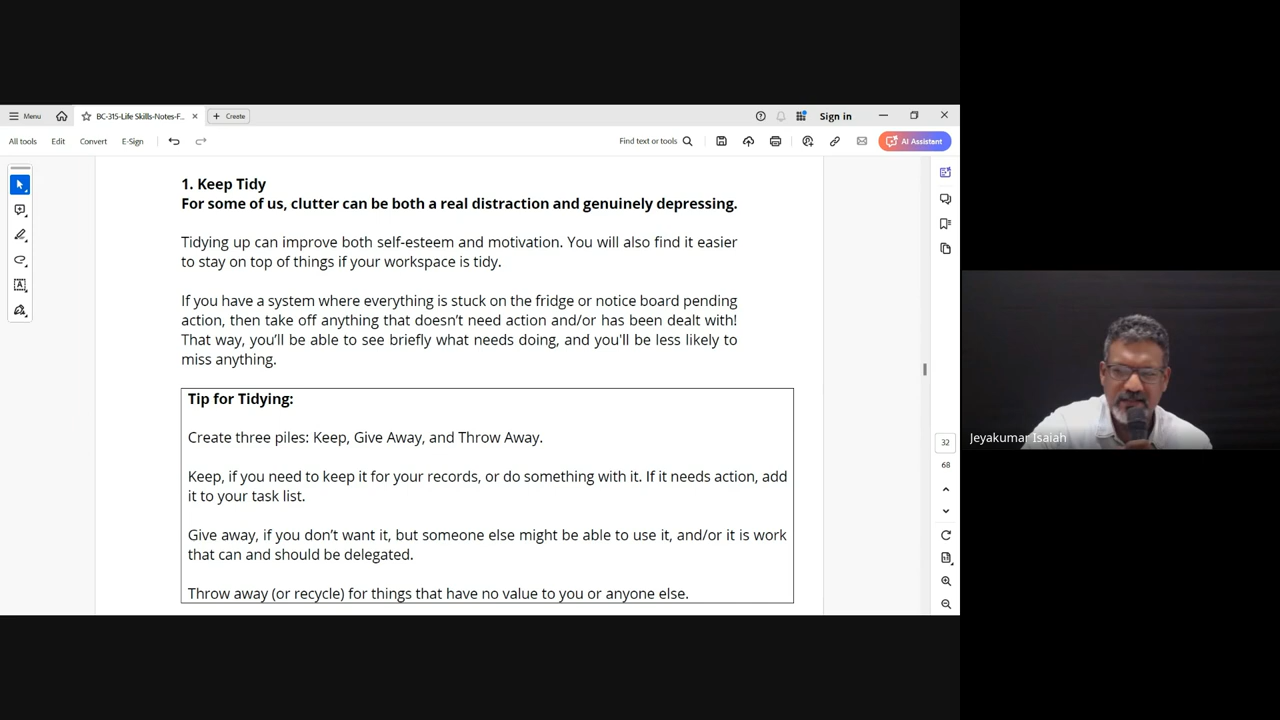 Menu
BC-315-Life Skills-Notes-F...
Create
Sign in
All tools
Edit
Convert
E-Sign
Find text or tools
AI Assistant
1. Keep Tidy
For some of us, clutter can be both a real distraction and genuinely depressing.
Tidying up can improve both self-esteem and motivation. You will also find it easier
to stay on top of things if your workspace is tidy.
If you have a system where everything is stuck on the fridge or notice board pending
action, then take off anything that doesn’t need action and/or has been dealt with!
That way, you’ll be able to see briefly what needs doing, and you'll be less likely to
miss anything.
Tip for Tidying:
Create three piles: Keep, Give Away, and Throw Away.
Keep, if you need to keep it for your records, or do something with it. If it needs action, add
it to your task list.
Give away, if you don’t want it, but someone else might be able to use it, and/or it is work
that can and should be delegated.
Throw away (or recycle) for things that have no value to you or anyone else.
32
68
Jeyakumar Isaiah